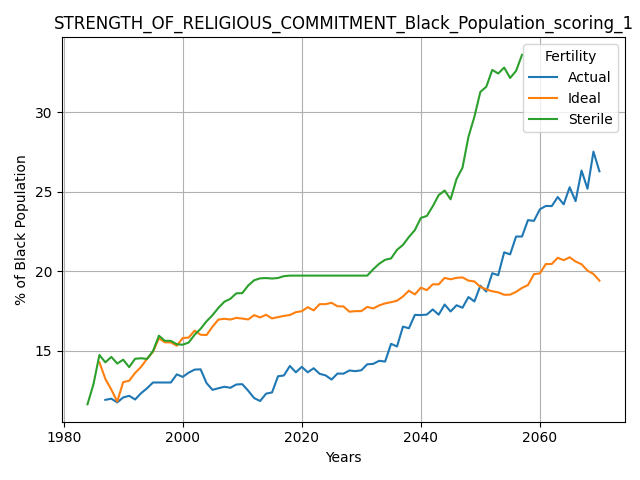 STRENGTH_OF_RELIGIOUS_COMMITMENT_Black_Population_scoring_1
Fertility
Actual
Ideal
Sterile
% of Black Population
30
25
20
15
1980
2000
2020
2040
2060
Years